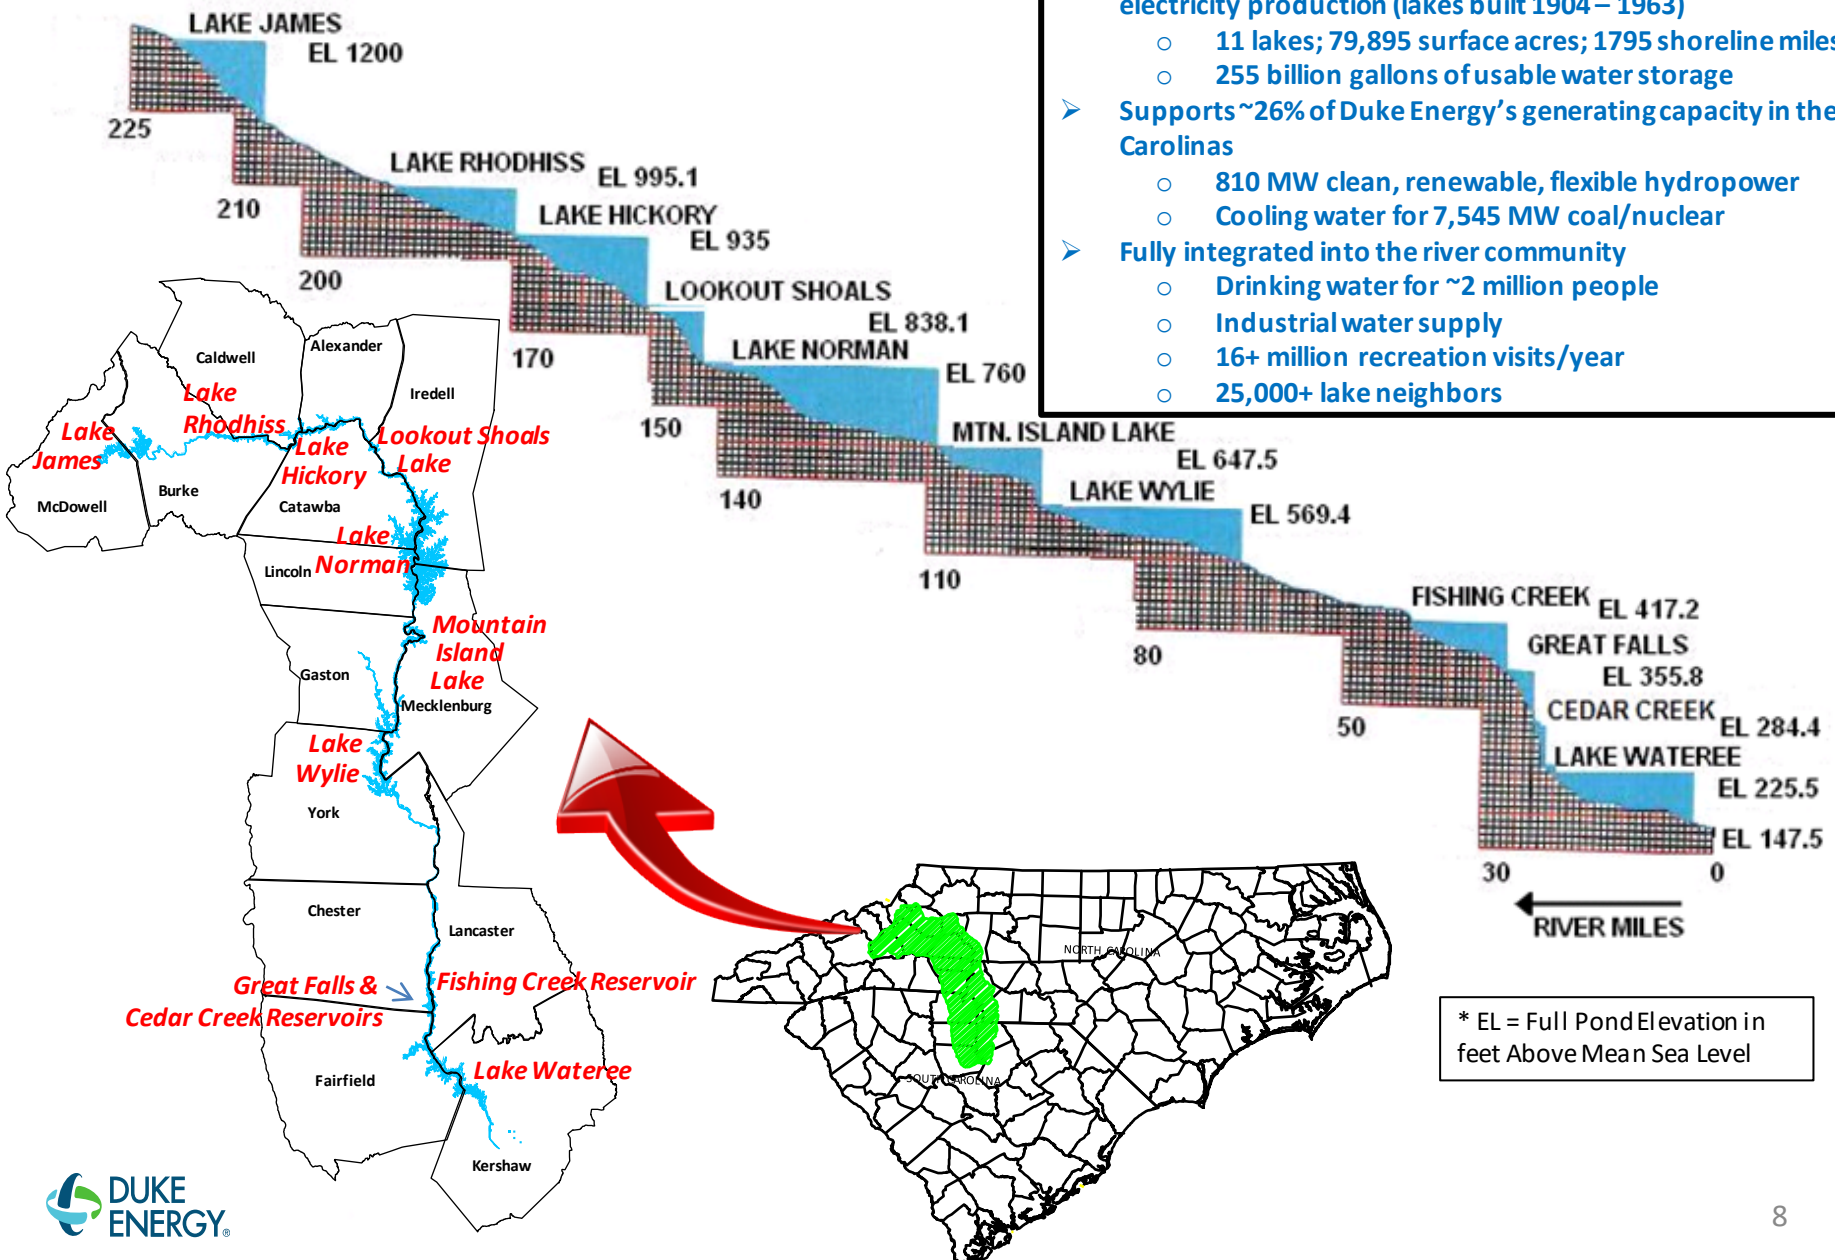 electricity production (lakes built 1904 – 1963)
o 11 lakes; 79,895 surface acres; 1795 shoreline miles
o 255 billion gallons of usable water storage
➢ Supports ~26% of Duke Energy's generating capacity in the
Carolinas
o 810 MW clean, renewable, flexible hydropower
o Cooling water for 7,545 MW coal/nuclear
➢ Fully integrated into the river community
o Drinking water for ~2 million people
o Industrial water supply
o 16+ million recreation visits/year
o 25,000+ lake neighbors
LAKE JAMES
EL 1200
225
LAKE RHODHISS
EL 995.1
210
LAKE HICKORY
EL 935
200
LOOKOUT SHOALS
EL 838.1
170
LAKE NORMAN
EL 760
150
MTN. ISLAND LAKE
EL 647.5
140
LAKE WYLIE
EL 569.4
110
FISHING CREEK
EL 417.2
80
GREAT FALLS
EL 355.8
50
CEDAR CREEK
EL 284.4
LAKE WATEREE
EL 225.5
EL 147.5
30
0
RIVER MILES
Caldwell
Alexander
Iredell
Lake
Rhodhiss
Lake
James
Lake
Hickory
Lookout Shoals
Lake
McDowell
Burke
Catawba
Lake
Norman
Lincoln
Mountain
Island
Lake
Gaston
Mecklenburg
Lake
Wylie
York
Chester
Lancaster
Great Falls &
Cedar Creek Reservoirs
Fishing Creek Reservoir
Fairfield
Lake Wateree
Kershaw
NORTH CAROLINA
SOUTH CAROLINA
* EL = Full Pond Elevation in
feet Above Mean Sea Level
DUKE
ENERGY®
8